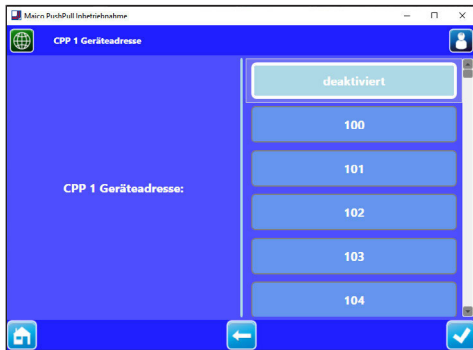 Maico PushPull Inbetriebnahme
CPP 1 Geräteadresse
deaktiviert
100
101
CPP 1 Geräteadresse:
102
103
104